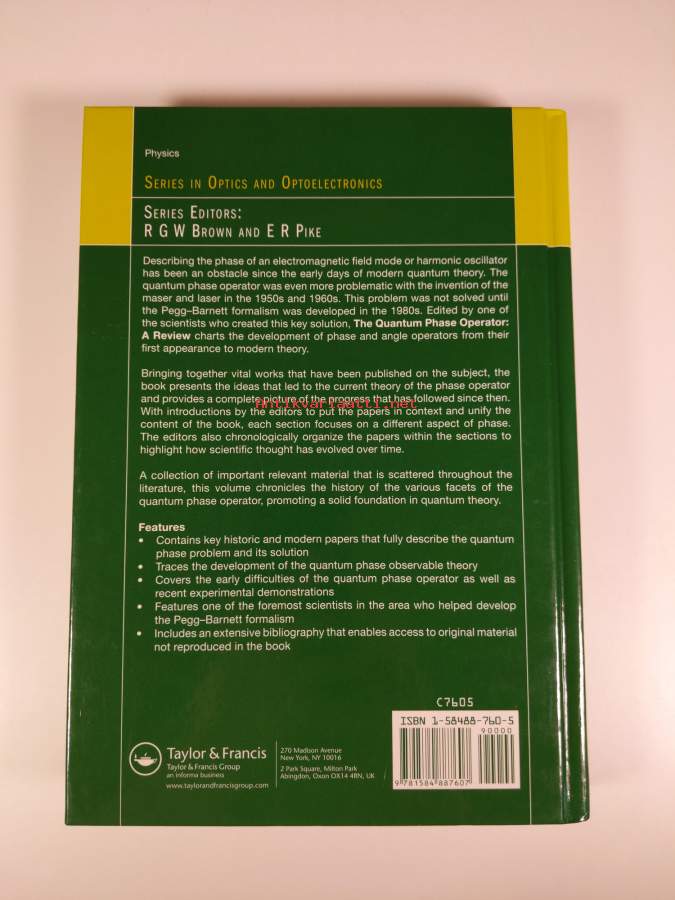 Physics
SERIES IN OPTICS AND OPTOELECTRONICS
SERIES EDITORS:
R G W BROWN AND E R PIKE
Describing the phase of an electromagnetic field mode or harmonic oscillator
has been an obstacle since the early days of modern quantum theory. The
quantum phase operator was even more problematic with the invention of the
maser and laser in the 1950s and 1960s. This problem was not solved until
the Pegg–Barnett formalism was developed in the 1980s. Edited by one of
the scientists who created this key solution, The Quantum Phase Operator:
A Review charts the development of phase and angle operators from their
first appearance to modern theory.
Bringing together vital works that have been published on the subject, the
book presents the ideas that led to the current theory of the phase operator
and provides a complete picture of the progress that has followed since then.
Antikvariaatti.net
With introductions by the editors to put the papers in context and unify the
content of the book, each section focuses on a different aspect of phase.
The editors also chronologically organize the papers within the sections to
highlight how scientific thought has evolved over time.
A collection of important relevant material that is scattered throughout the
literature, this volume chronicles the history of the various facets of the
quantum phase operator, promoting a solid foundation in quantum theory.
Features
• Contains key historic and modern papers that fully describe the quantum
phase problem and its solution
• Traces the development of the quantum phase observable theory
• Covers the early difficulties of the quantum phase operator as well as
recent experimental demonstrations
• Features one of the foremost scientists in the area who helped develop
the Pegg–Barnett formalism
• Includes an extensive bibliography that enables access to original material
not reproduced in the book
C7605
ISBN 1-58488-760-5
90000
9 781584 887607
Taylor & Francis
Taylor & Francis Group
an informa business
www.taylorandfrancisgroup.com
270 Madison Avenue
New York, NY 10016
2 Park Square, Milton Park
Abingdon, Oxon OX14 4RN, UK